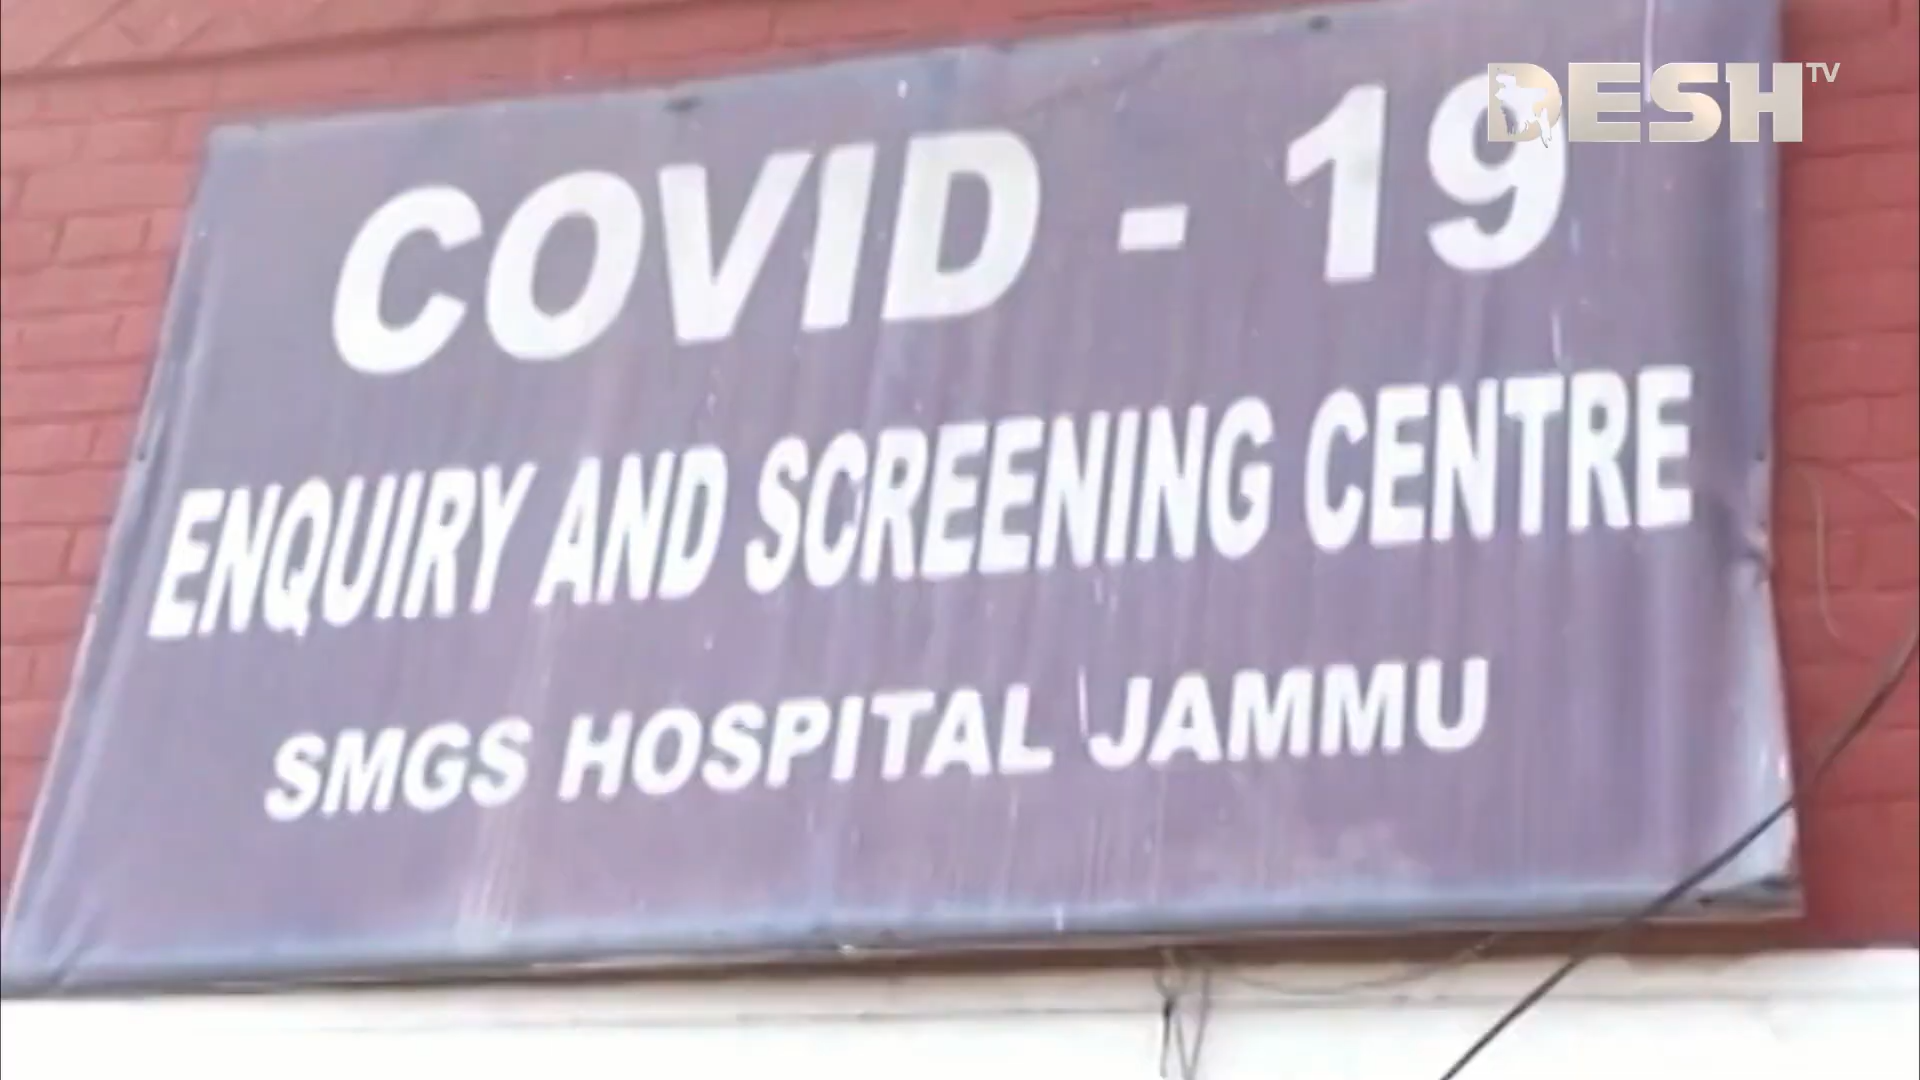 DESH TV
COVID - 19
ENQUIRY AND SCREENING CENTRE
SMGS HOSPITAL JAMMU